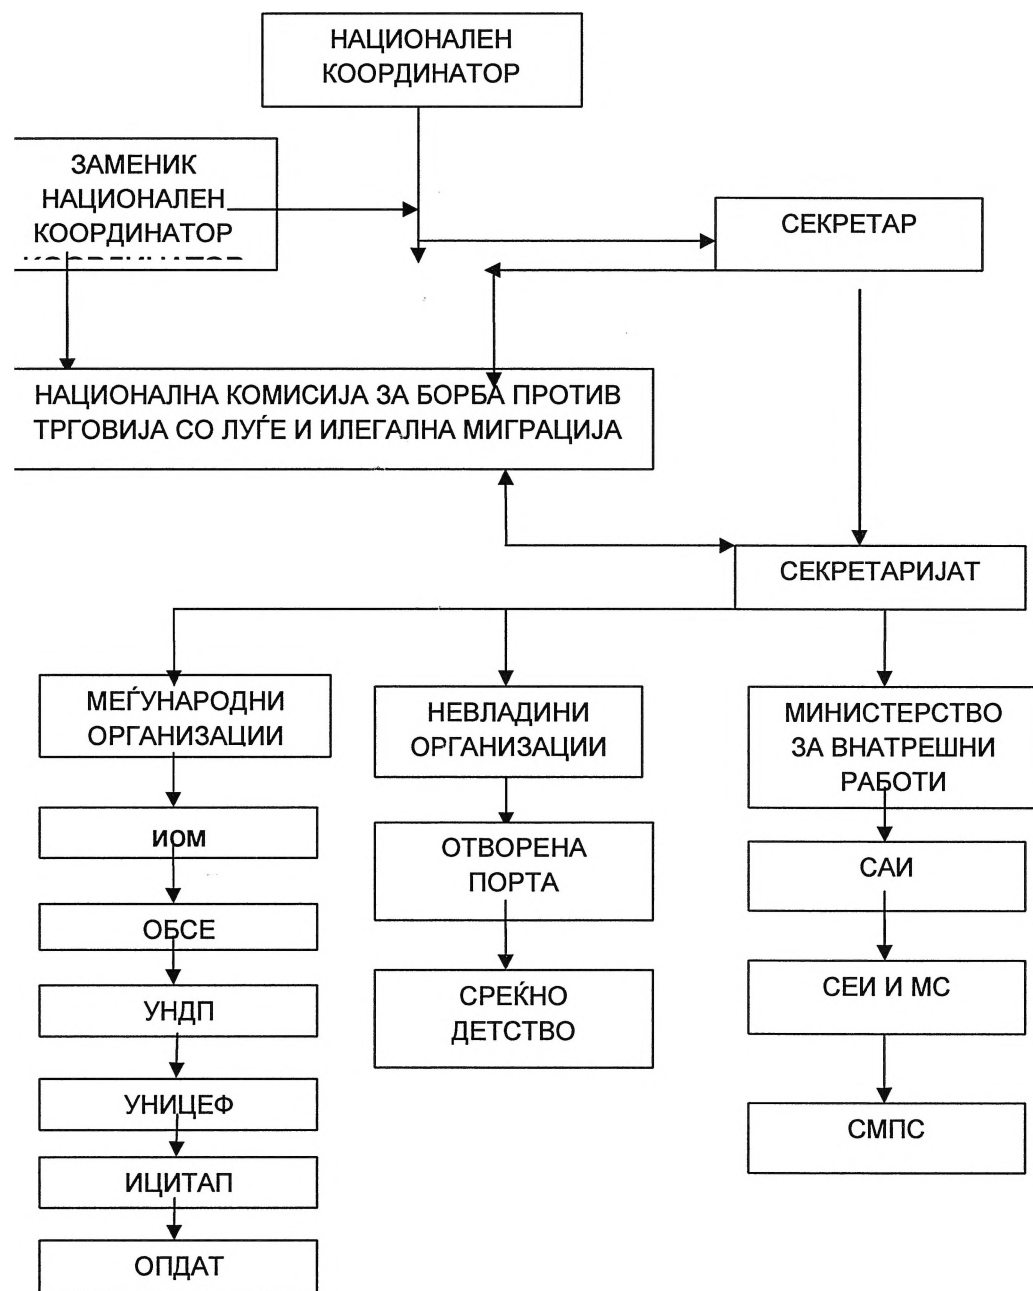 НАЦИОНАЛЕН
КООРДИНАТОР
ЗАМЕНИК
НАЦИОНАЛЕН
КООРДИНАТОР
КООРДИНАТОР
СЕКРЕТАР
НАЦИОНАЛНА КОМИСИЈА ЗА БОРБА ПРОТИВ
ТРГОВИЈА СО ЛУЃЕ И ИЛЕГАЛНА МИГРАЦИЈА
СЕКРЕТАРИЈАТ
МЕЃУНАРОДНИ
ОРГАНИЗАЦИИ
НЕВЛАДИНИ
ОРГАНИЗАЦИИ
МИНИСТЕРСТВО
ЗА ВНАТРЕШНИ
РАБОТИ
ИОМ
ОТВОРЕНА
ПОРТА
САИ
ОБСЕ
СЕИ И МС
УНДП
СРЕЌНО
ДЕТСТВО
УНИЦЕФ
СМПС
ИЦИТАП
ОПДАТ